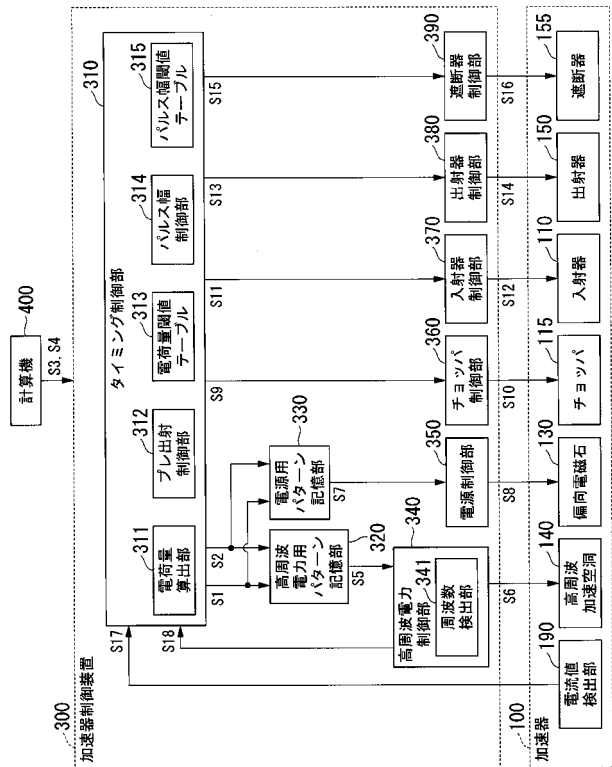 400
計算機
S3, S4
300
加速器制御装置
310
タイミング制御部
311
電荷量
算出部
312
プレ出射
制御部
313
電荷量閾値
テーブル
314
パルス幅
制御部
315
パルス幅閾値
テーブル
S17
S18
S1
S2
S9
S11
S13
S15
320
高周波
電力用
パターン
記憶部
330
電源用
パターン
記憶部
S5
S7
340
高周波電力
制御部
341
周波数
検出部
350
電源制御部
360
チョッパ
制御部
370
入射器
制御部
380
出射器
制御部
390
遮断器
制御部
S6
S8
S10
S12
S14
S16
100
加速器
190
電流値
検出部
140
高周波
加速空洞
130
偏向電磁石
115
チョッパ
110
入射器
150
出射器
155
遮断器